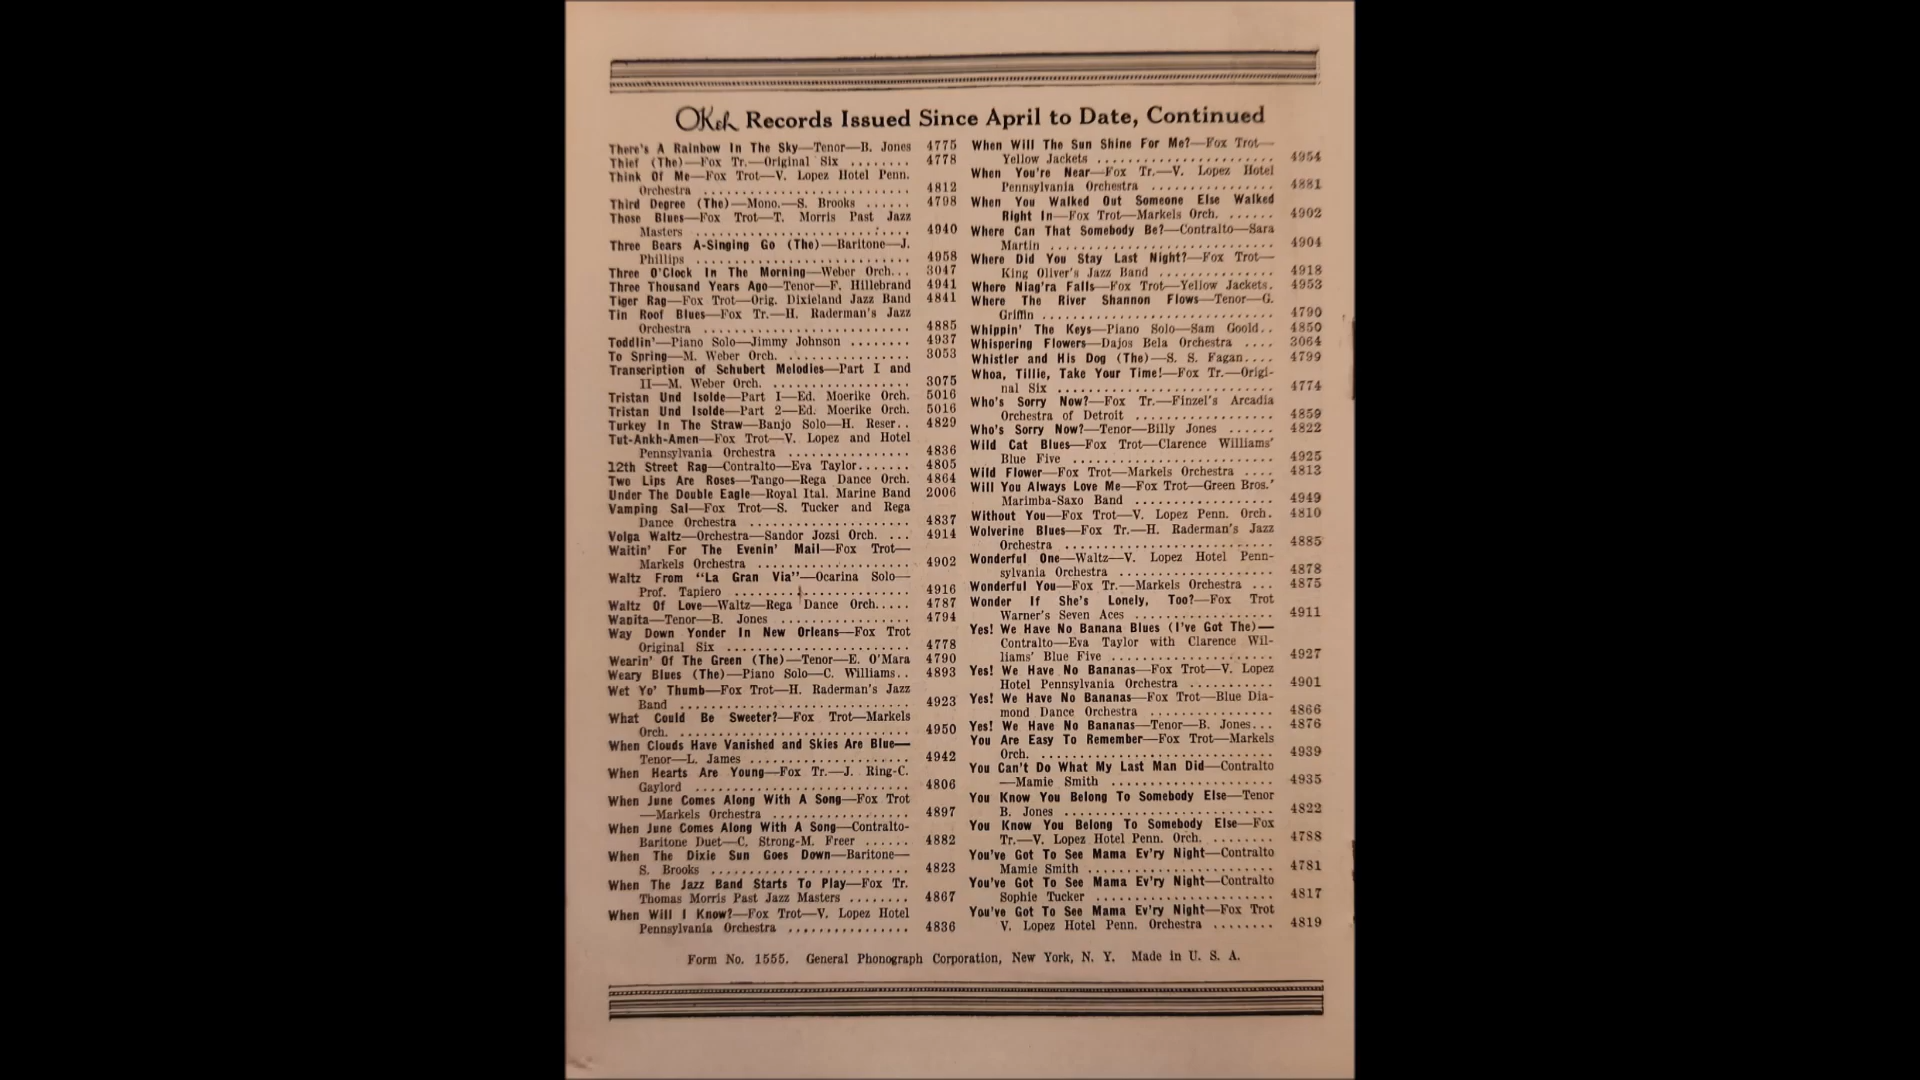 OKeh Records Issued Since April to Date, Continued
There's A Rainbow In The Sky—Tenor—B. Jones 4775
Thief (The)—Fox Tr.—Original Six ........ 4778
Think Of Me—Fox Trot—V. Lopez Hotel Penn.
Orchestra ............................ 4812
Third Degree (The)—Mono.—S. Brooks ...... 4798
Those Blues—Fox Trot—T. Morris Past Jazz
Masters ............................. 4940
Three Bears A-Singing Go (The)—Baritone—J.
Phillips ............................. 4958
Three O'Clock In The Morning—Weber Orch... 3047
Three Thousand Years Ago—Tenor—F. Hillebrand 4941
Tiger Rag—Fox Trot—Orig. Dixieland Jazz Band 4841
Tin Roof Blues—Fox Tr.—H. Raderman's Jazz
Orchestra ............................ 4885
Toddlin'—Piano Solo—Jimmy Johnson ........ 4937
To Spring—M. Weber Orch. ................ 3053
Transcription of Schubert Melodies—Part I and
II—M. Weber Orch. .................. 3075
Tristan Und Isolde—Part 1—Ed. Moerike Orch. 5016
Tristan Und Isolde—Part 2—Ed. Moerike Orch. 5016
Turkey In The Straw—Banjo Solo—H. Reser.. 4829
Tut-Ankh-Amen—Fox Trot—V. Lopez and Hotel
Pennsylvania Orchestra ................ 4836
12th Street Rag—Contralto—Eva Taylor....... 4805
Two Lips Are Roses—Tango—Rega Dance Orch. 4864
Under The Double Eagle—Royal Ital. Marine Band 2006
Vamping Sal—Fox Trot—S. Tucker and Rega
Dance Orchestra ...................... 4837
Volga Waltz—Orchestra—Sandor Jozsi Orch. ... 4914
Waitin' For The Evenin' Mail—Fox Trot—
Markels Orchestra .................... 4902
Waltz From "La Gran Via"—Ocarina Solo—
Prof. Tapiero ........................ 4916
Waltz Of Love—Waltz—Rega Dance Orch..... 4787
Wanita—Tenor—B. Jones ................... 4794
Way Down Yonder In New Orleans—Fox Trot
Original Six ......................... 4778
Wearin' Of The Green (The)—Tenor—E. O'Mara 4790
Weary Blues (The)—Piano Solo—C. Williams.. 4893
Wet Yo' Thumb—Fox Trot—H. Raderman's Jazz
Band ............................... 4923
What Could Be Sweeter?—Fox Trot—Markels
Orch. ............................... 4950
When Clouds Have Vanished and Skies Are Blue—
Tenor—L. James ...................... 4942
When Hearts Are Young—Fox Tr.—J. Ring-C.
Gaylord ............................. 4806
When June Comes Along With A Song—Fox Trot
—Markels Orchestra ................... 4897
When June Comes Along With A Song—Contralto-
Baritone Duet—C. Strong-M. Freer ...... 4882
When The Dixie Sun Goes Down—Baritone—
S. Brooks ........................... 4823
When The Jazz Band Starts To Play—Fox Tr.
Thomas Morris Past Jazz Masters ........ 4867
When Will I Know?—Fox Trot—V. Lopez Hotel
Pennsylvania Orchestra ................ 4836
When Will The Sun Shine For Me?—Fox Trot—
Yellow Jackets ........................ 4954
When You're Near—Fox Tr.—V. Lopez Hotel
Pennsylvania Orchestra ................ 4881
When You Walked Out Someone Else Walked
Right In—Fox Trot—Markels Orch. ...... 4902
Where Can That Somebody Be?—Contralto—Sara
Martin .............................. 4904
Where Did You Stay Last Night?—Fox Trot—
King Oliver's Jazz Band ............... 4918
Where Niag'ra Falls—Fox Trot—Yellow Jackets. 4953
Where The River Shannon Flows—Tenor—G.
Griffin .............................. 4790
Whippin' The Keys—Piano Solo—Sam Goold.. 4850
Whispering Flowers—Dajos Bela Orchestra .... 3064
Whistler and His Dog (The)—S. S. Fagan.... 4799
Whoa, Tillie, Take Your Time!—Fox Tr.—Origi-
nal Six ............................. 4774
Who's Sorry Now?—Fox Tr.—Finzel's Arcadia
Orchestra of Detroit .................. 4859
Who's Sorry Now?—Tenor—Billy Jones ...... 4822
Wild Cat Blues—Fox Trot—Clarence Williams'
Blue Five ............................ 4925
Wild Flower—Fox Trot—Markels Orchestra .... 4813
Will You Always Love Me—Fox Trot—Green Bros.'
Marimba-Saxo Band ................... 4949
Without You—Fox Trot—V. Lopez Penn. Orch. 4810
Wolverine Blues—Fox Tr.—H. Raderman's Jazz
Orchestra ............................ 4885
Wonderful One—Waltz—V. Lopez Hotel Penn-
sylvania Orchestra .................... 4878
Wonderful You—Fox Tr.—Markels Orchestra ... 4875
Wonder If She's Lonely, Too?—Fox Trot
Warner's Seven Aces .................. 4911
Yes! We Have No Banana Blues (I've Got The)—
Contralto—Eva Taylor with Clarence Wil-
liams' Blue Five ...................... 4927
Yes! We Have No Bananas—Fox Trot—V. Lopez
Hotel Pennsylvania Orchestra ........... 4901
Yes! We Have No Bananas—Fox Trot—Blue Dia-
mond Dance Orchestra ................ 4866
Yes! We Have No Bananas—Tenor—B. Jones... 4876
You Are Easy To Remember—Fox Trot—Markels
Orch. ............................... 4939
You Can't Do What My Last Man Did—Contralto
—Mamie Smith ...................... 4935
You Know You Belong To Somebody Else—Tenor
B. Jones ............................ 4822
You Know You Belong To Somebody Else—Fox
Tr.—V. Lopez Hotel Penn. Orch. ........ 4788
You've Got To See Mama Ev'ry Night—Contralto
Mamie Smith ........................ 4781
You've Got To See Mama Ev'ry Night—Contralto
Sophie Tucker ....................... 4817
You've Got To See Mama Ev'ry Night—Fox Trot
V. Lopez Hotel Penn. Orchestra ........ 4819
Form No. 1555. General Phonograph Corporation, New York, N. Y. Made in U. S. A.